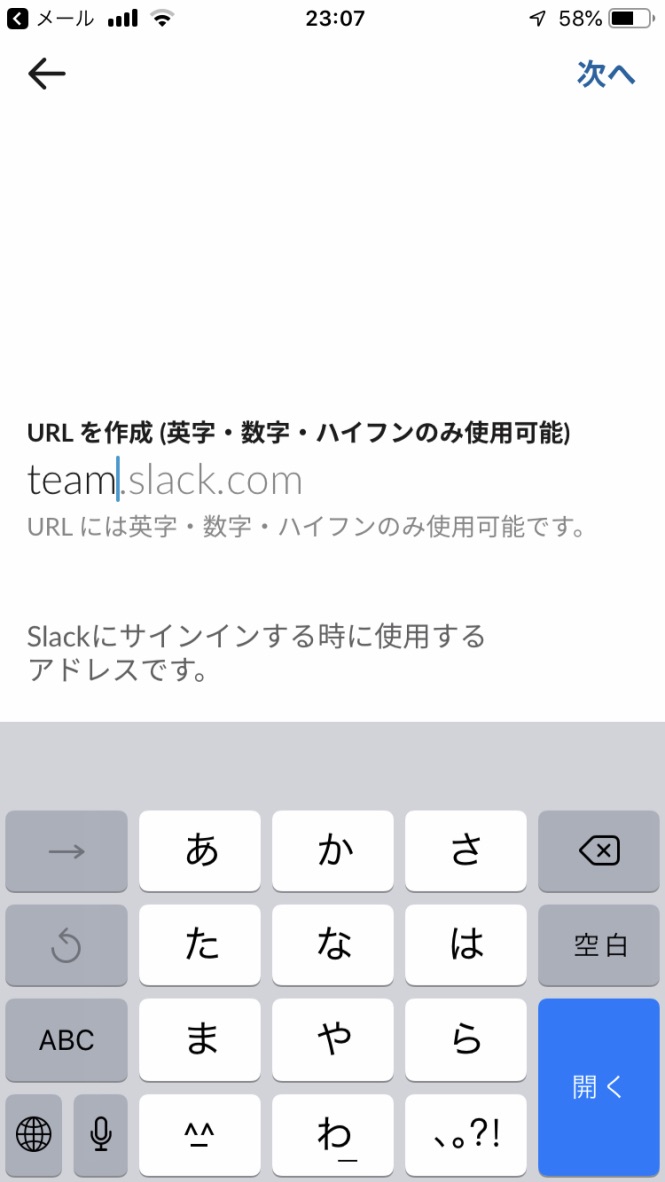 メール 23:07 58%
次へ
URL を作成 (英字・数字・ハイフンのみ使用可能)
team.slack.com
URL には英字・数字・ハイフンのみ使用可能です。
Slackにサインインする時に使用する
アドレスです。
→ あ か さ
た な は 空白
ABC ま や ら 開く
^_^ わ_ 、。?!